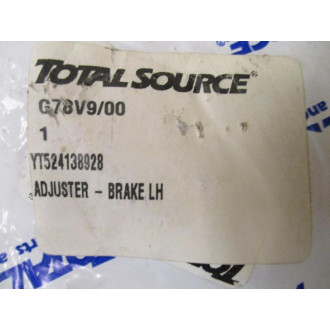 TOTAL SOURCE®
G78V9/00
1
YT524138928
ADJUSTER - BRAKE LH